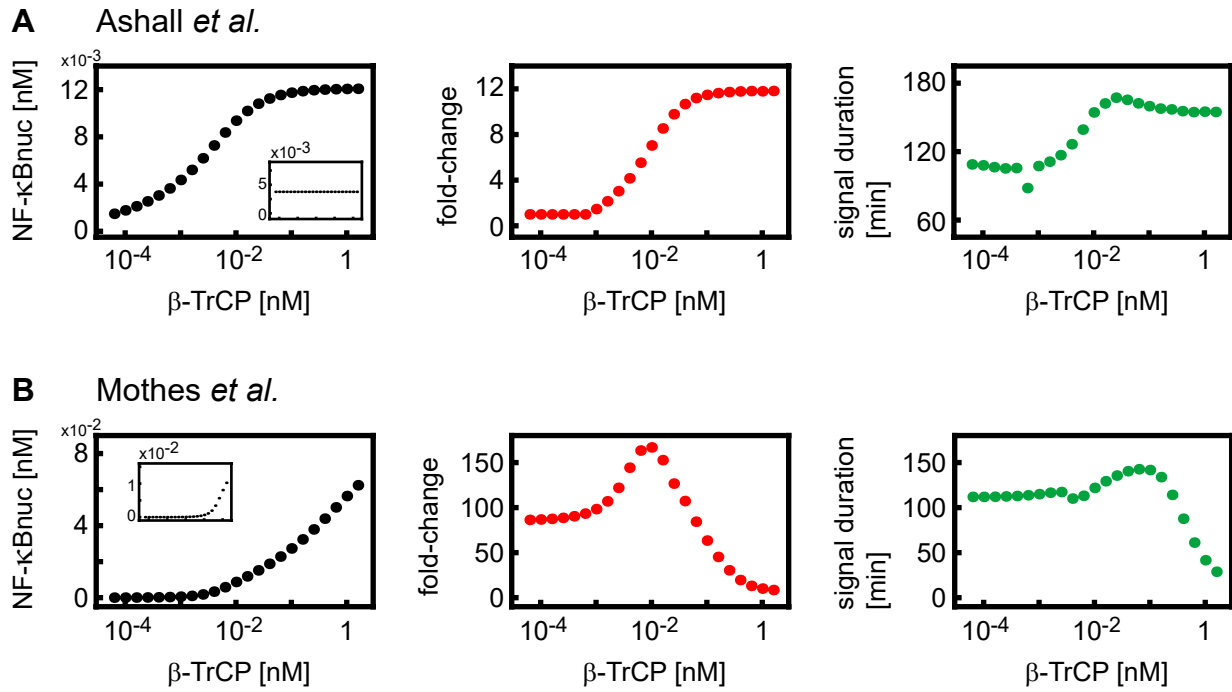 A Ashall et al.
×10-3
NF-κBnuc [nM]
12
8
4
0
×10-3
5
0
10-4 10-2 1
β-TrCP [nM]
fold-change
12
8
4
0
10-4 10-2 1
β-TrCP [nM]
signal duration
[min]
180
120
60
10-4 10-2 1
β-TrCP [nM]
B Mothes et al.
×10-2
NF-κBnuc [nM]
8
4
0
×10-2
1
0
10-4 10-2 1
β-TrCP [nM]
fold-change
150
100
50
0
10-4 10-2 1
β-TrCP [nM]
signal duration
[min]
150
100
50
0
10-4 10-2 1
β-TrCP [nM]